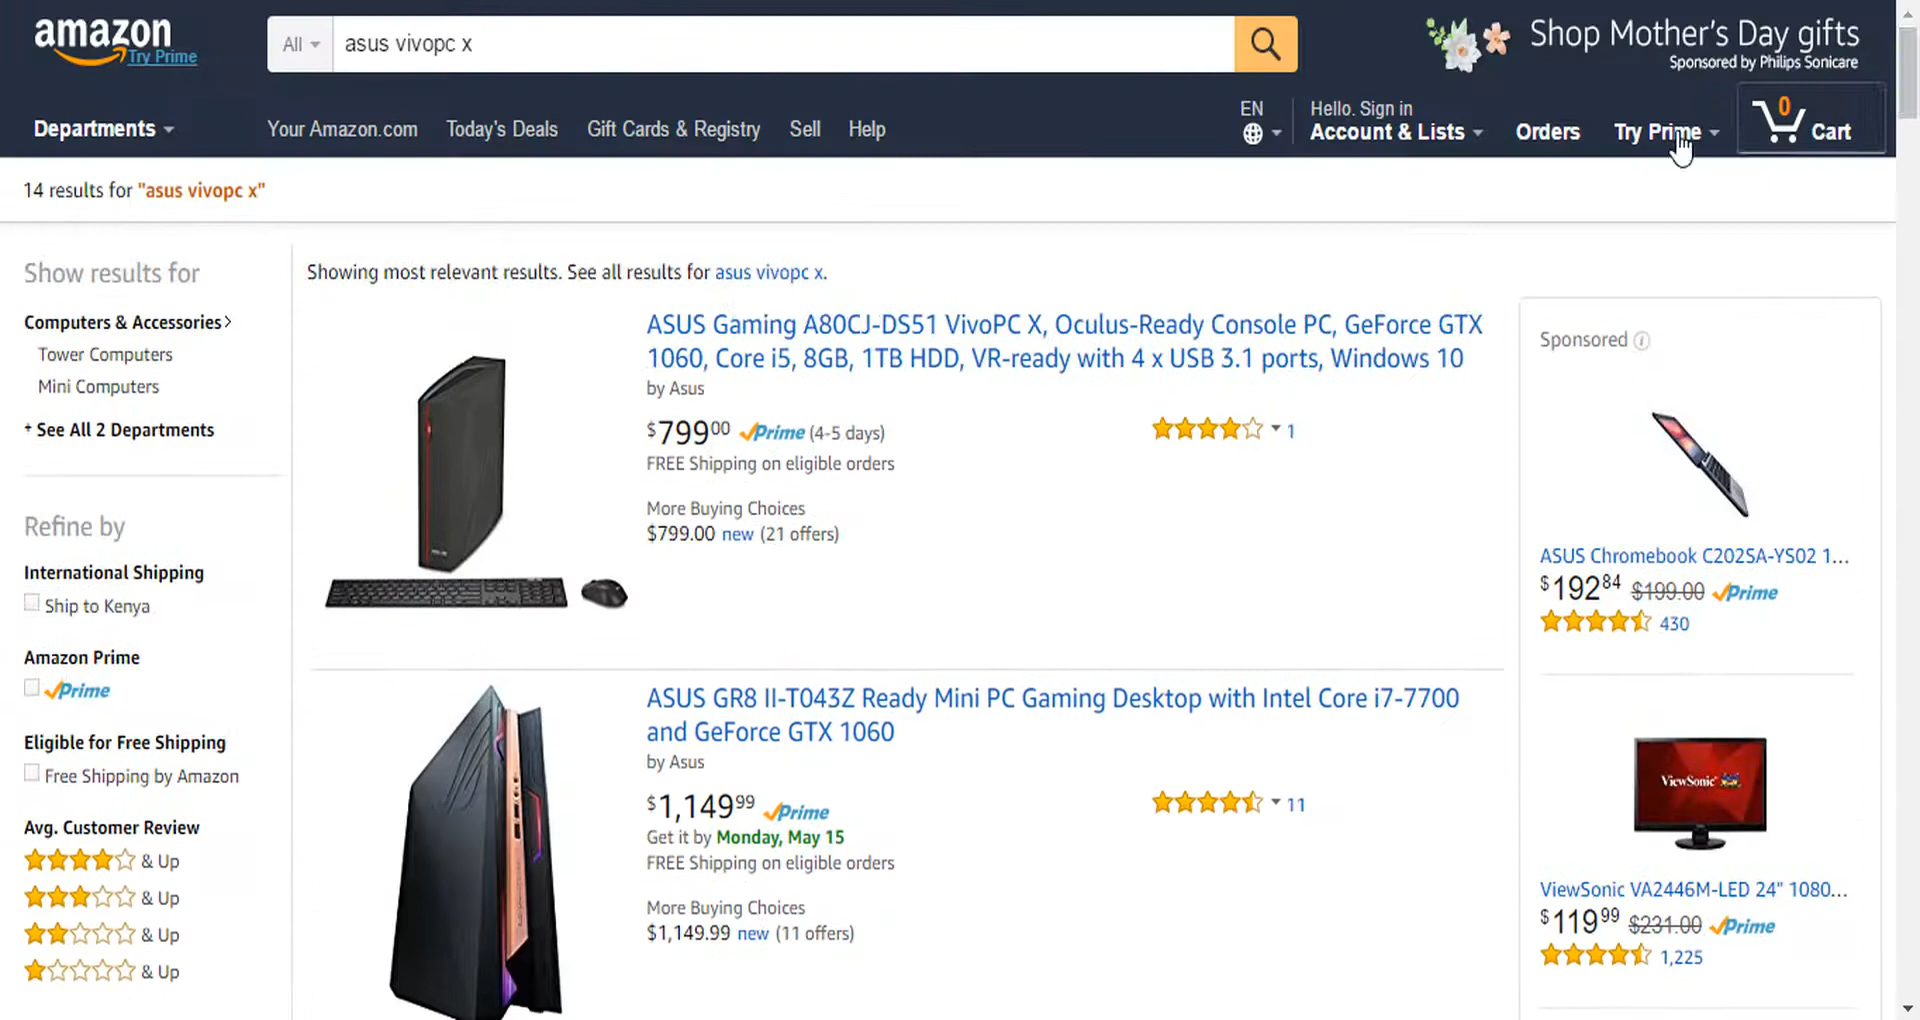 amazon
Try Prime
All
asus vivopc x
Shop Mother's Day gifts
Sponsored by Philips Sonicare
Departments
Your Amazon.com
Today's Deals
Gift Cards & Registry
Sell
Help
EN
Hello. Sign in
Account & Lists
Orders
Try Prime
0
Cart
14 results for "asus vivopc x"
Show results for
Computers & Accessories
Tower Computers
Mini Computers
+ See All 2 Departments
Refine by
International Shipping
Ship to Kenya
Amazon Prime
Prime
Eligible for Free Shipping
Free Shipping by Amazon
Avg. Customer Review
& Up
& Up
& Up
& Up
Showing most relevant results. See all results for asus vivopc x.
ASUS Gaming A80CJ-DS51 VivoPC X, Oculus-Ready Console PC, GeForce GTX
1060, Core i5, 8GB, 1TB HDD, VR-ready with 4 x USB 3.1 ports, Windows 10
by Asus
$799 00 Prime (4-5 days)
1
FREE Shipping on eligible orders
More Buying Choices
$799.00 new (21 offers)
ASUS GR8 II-T043Z Ready Mini PC Gaming Desktop with Intel Core i7-7700
and GeForce GTX 1060
by Asus
$1,149 99 Prime
11
Get it by Monday, May 15
FREE Shipping on eligible orders
More Buying Choices
$1,149.99 new (11 offers)
Sponsored
ASUS Chromebook C202SA-YS02 1...
$192 84 $199.00 Prime
430
ViewSonic
ViewSonic VA2446M-LED 24" 1080...
$119 99 $231.00 Prime
1,225